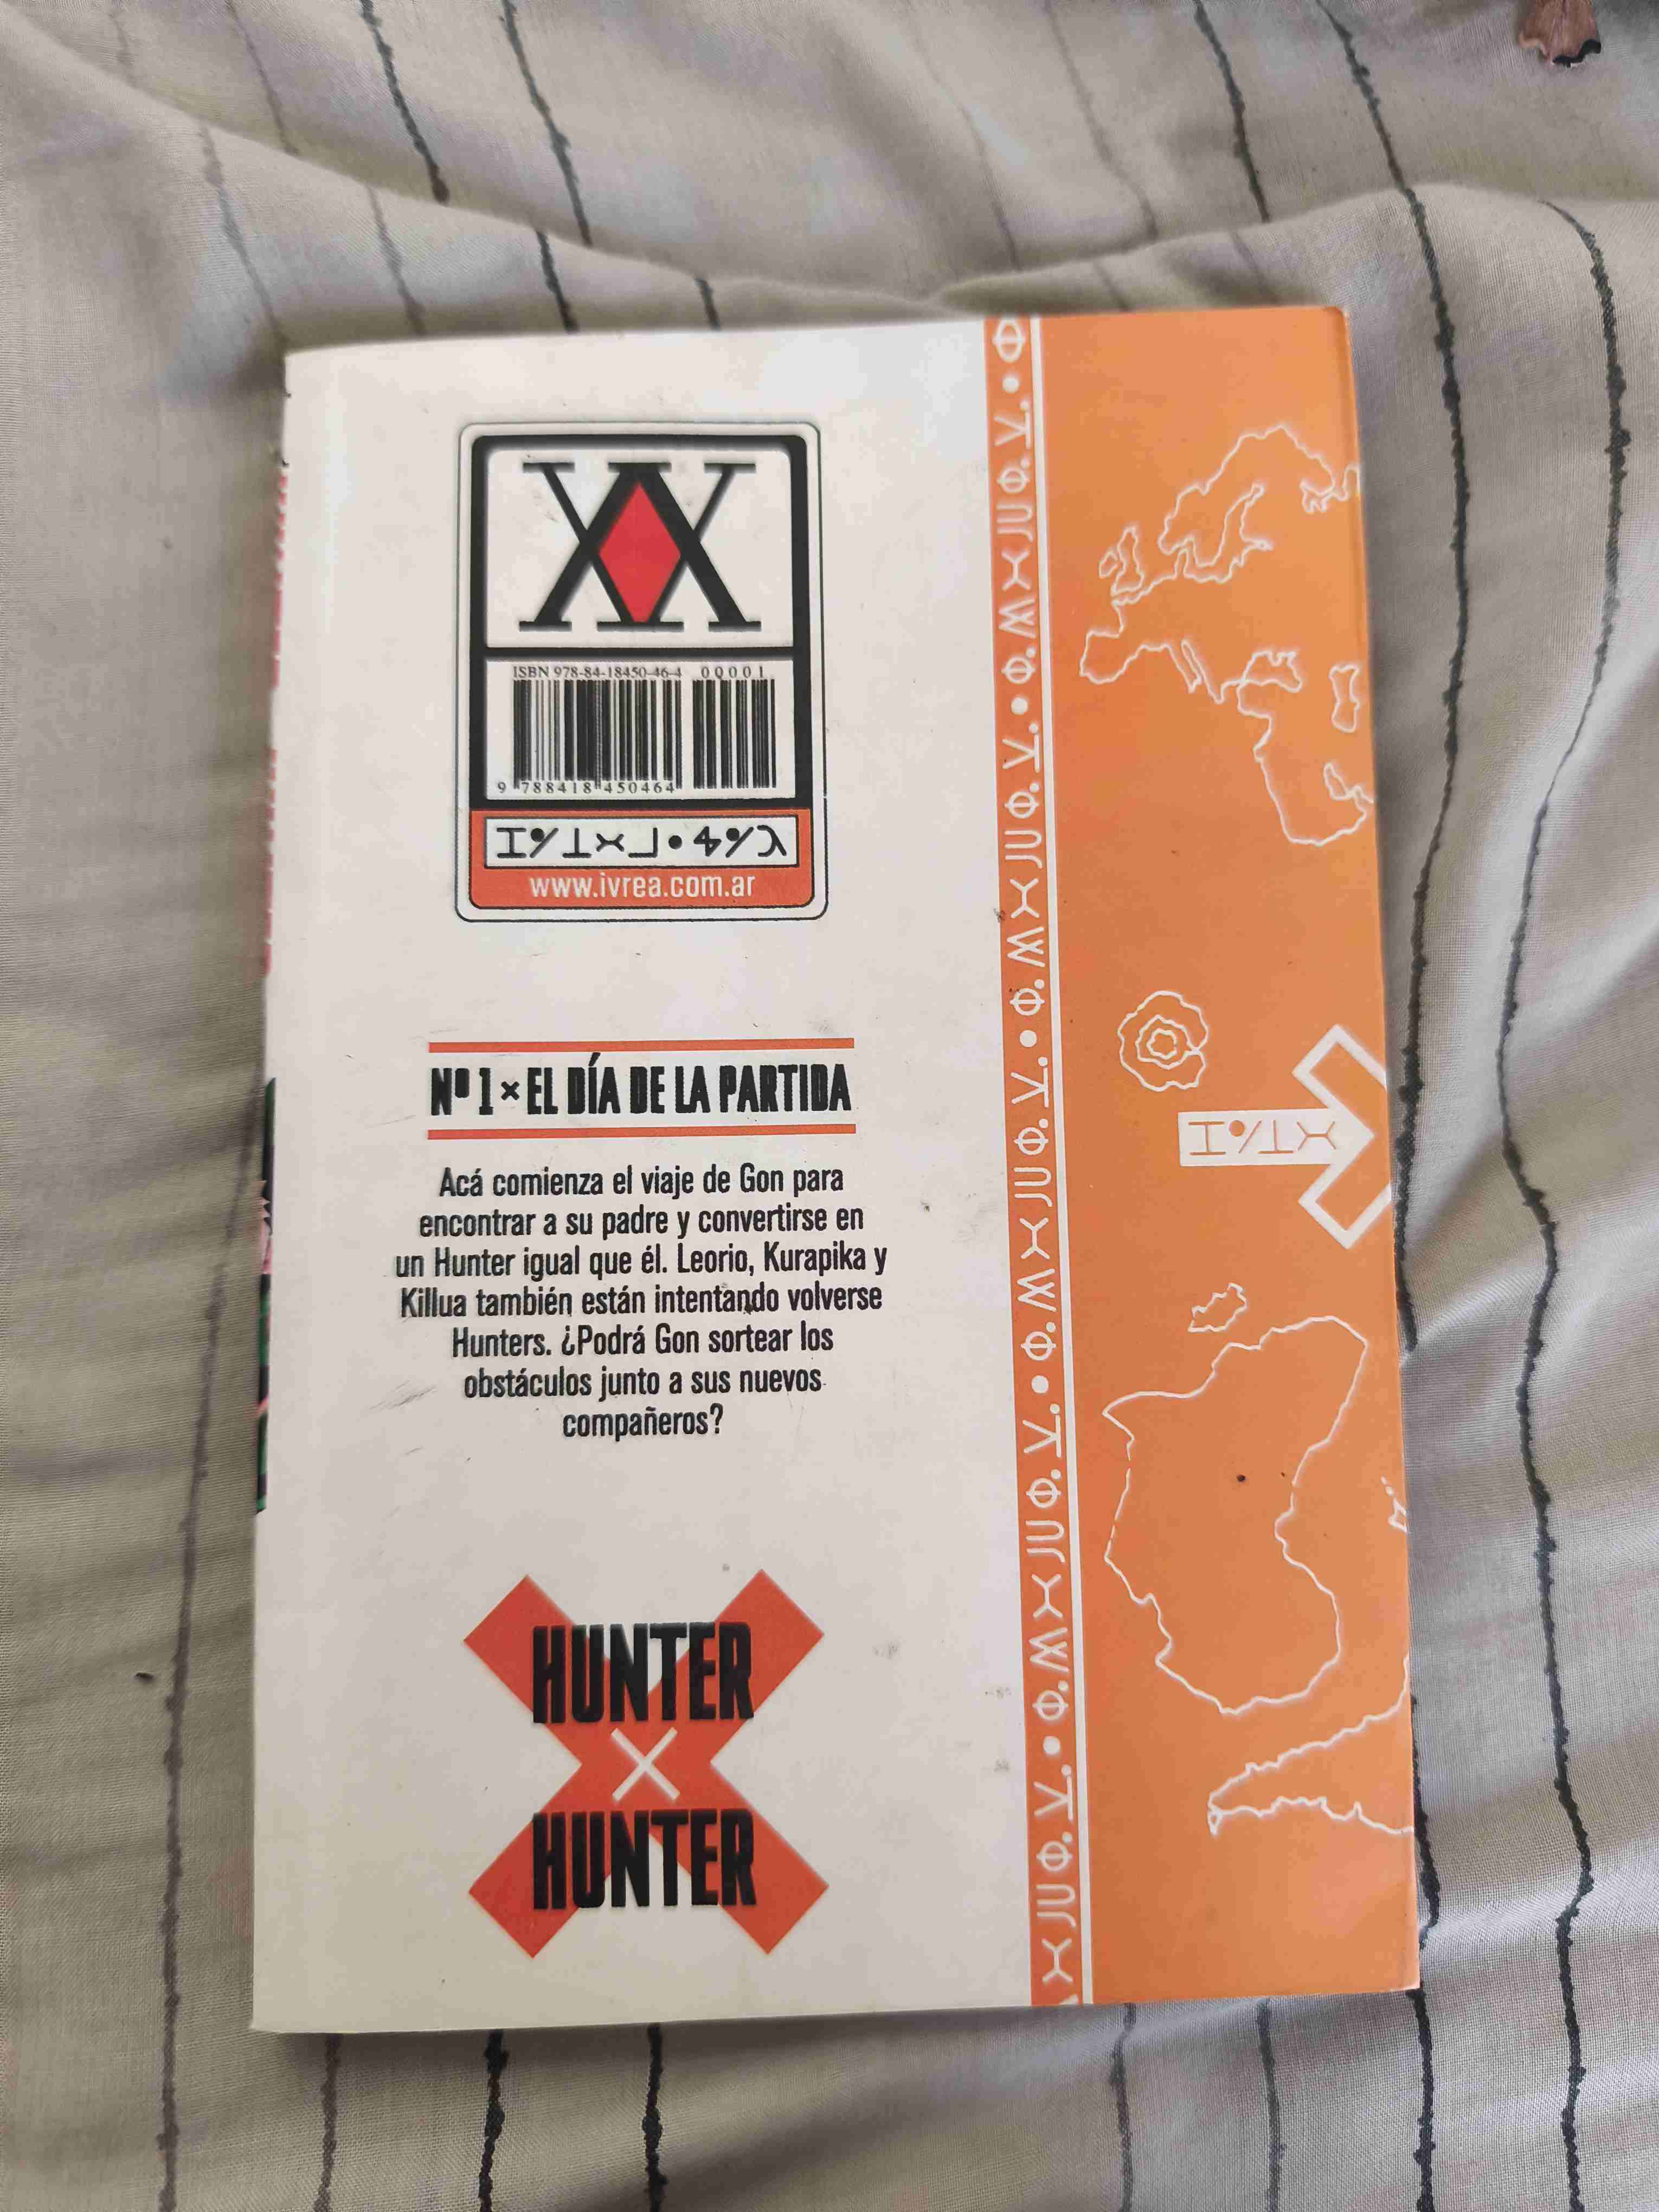 ISBN 978-84-18450-46-4 00001
9 788418 450464
www.ivrea.com.ar
Nº 1 × EL DÍA DE LA PARTIDA
Acá comienza el viaje de Gon para
encontrar a su padre y convertirse en
un Hunter igual que él. Leorio, Kurapika y
Killua también están intentando volverse
Hunters. ¿Podrá Gon sortear los
obstáculos junto a sus nuevos
compañeros?
HUNTER
×
HUNTER